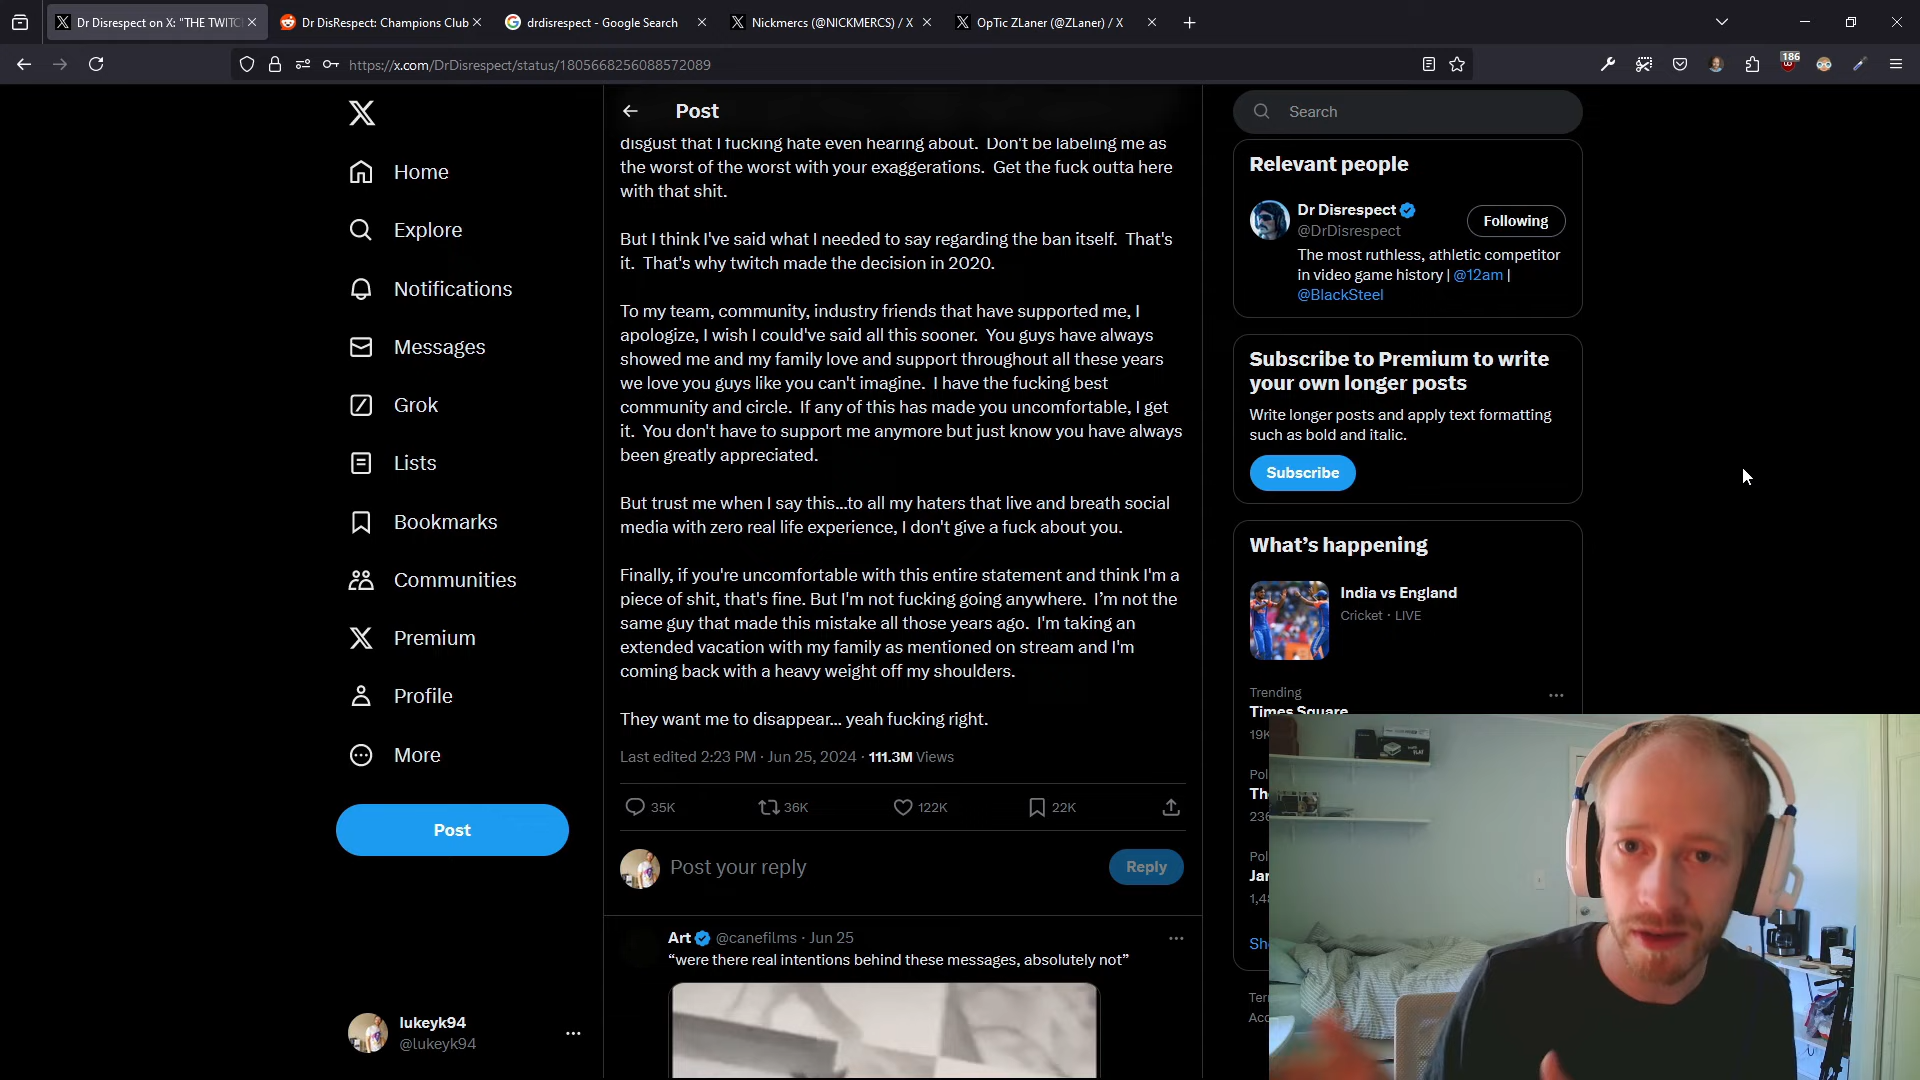 Dr Disrespect on X: "THE TWITC
Dr DisRespect: Champions Club
drdisrespect - Google Search
Nickmercs (@NICKMERCS) / X
OpTic ZLaner (@ZLaner) / X
https://x.com/DrDisrespect/status/1805668256088572089
186
Home
Explore
Notifications
Messages
Grok
Lists
Bookmarks
Communities
Premium
Profile
More
Post
lukeyk94
@lukeyk94
Post
disgust that I fucking hate even hearing about. Don't be labeling me as
the worst of the worst with your exaggerations. Get the fuck outta here
with that shit.
But I think I've said what I needed to say regarding the ban itself. That's
it. That's why twitch made the decision in 2020.
To my team, community, industry friends that have supported me, I
apologize, I wish I could've said all this sooner. You guys have always
showed me and my family love and support throughout all these years
we love you guys like you can't imagine. I have the fucking best
community and circle. If any of this has made you uncomfortable, I get
it. You don't have to support me anymore but just know you have always
been greatly appreciated.
But trust me when I say this...to all my haters that live and breath social
media with zero real life experience, I don't give a fuck about you.
Finally, if you're uncomfortable with this entire statement and think I'm a
piece of shit, that's fine. But I'm not fucking going anywhere. I’m not the
same guy that made this mistake all those years ago. I'm taking an
extended vacation with my family as mentioned on stream and I'm
coming back with a heavy weight off my shoulders.
They want me to disappear... yeah fucking right.
Last edited 2:23 PM · Jun 25, 2024 · 111.3M Views
35K 36K 122K 22K
Post your reply
Reply
Art @canefilms · Jun 25
“were there real intentions behind these messages, absolutely not”
Search
Relevant people
Dr Disrespect
@DrDisrespect
Following
The most ruthless, athletic competitor
in video game history | @12am |
@BlackSteel
Subscribe to Premium to write
your own longer posts
Write longer posts and apply text formatting
such as bold and italic.
Subscribe
What’s happening
India vs England
Cricket · LIVE
Trending
Times Square
19K
Pol
Th
236
Pol
Jar
1,48
Sh
Ter
Acc